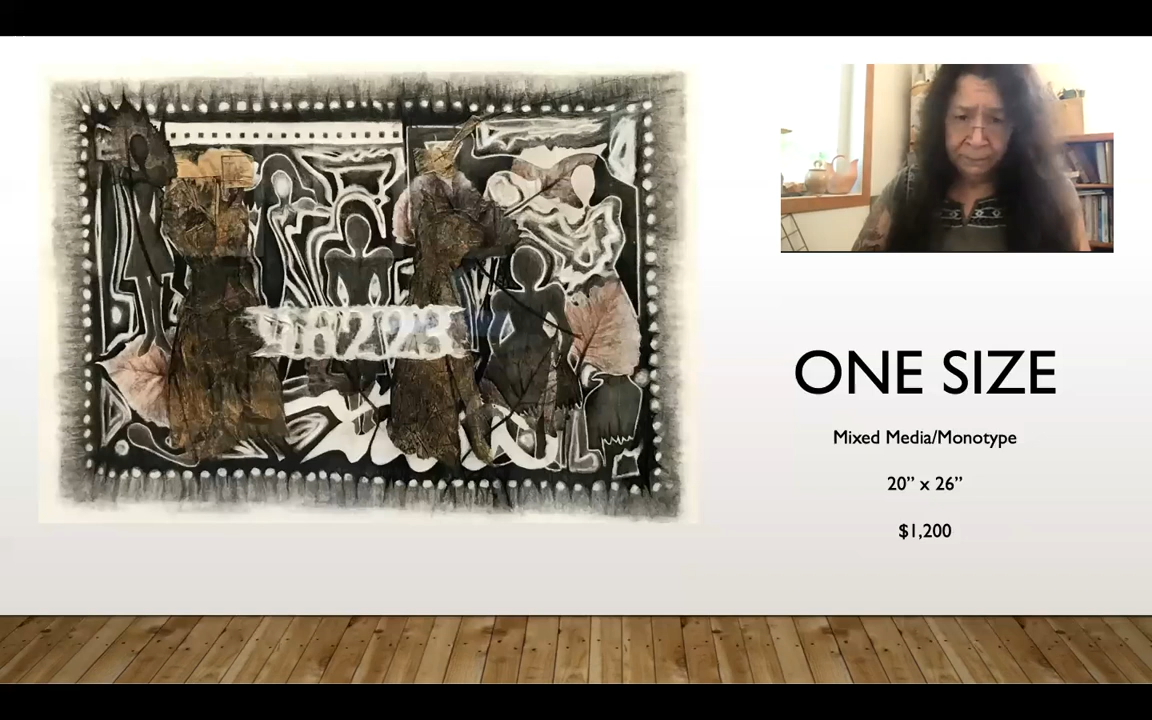 ONE SIZE
Mixed Media/Monotype
20” x 26”
$1,200